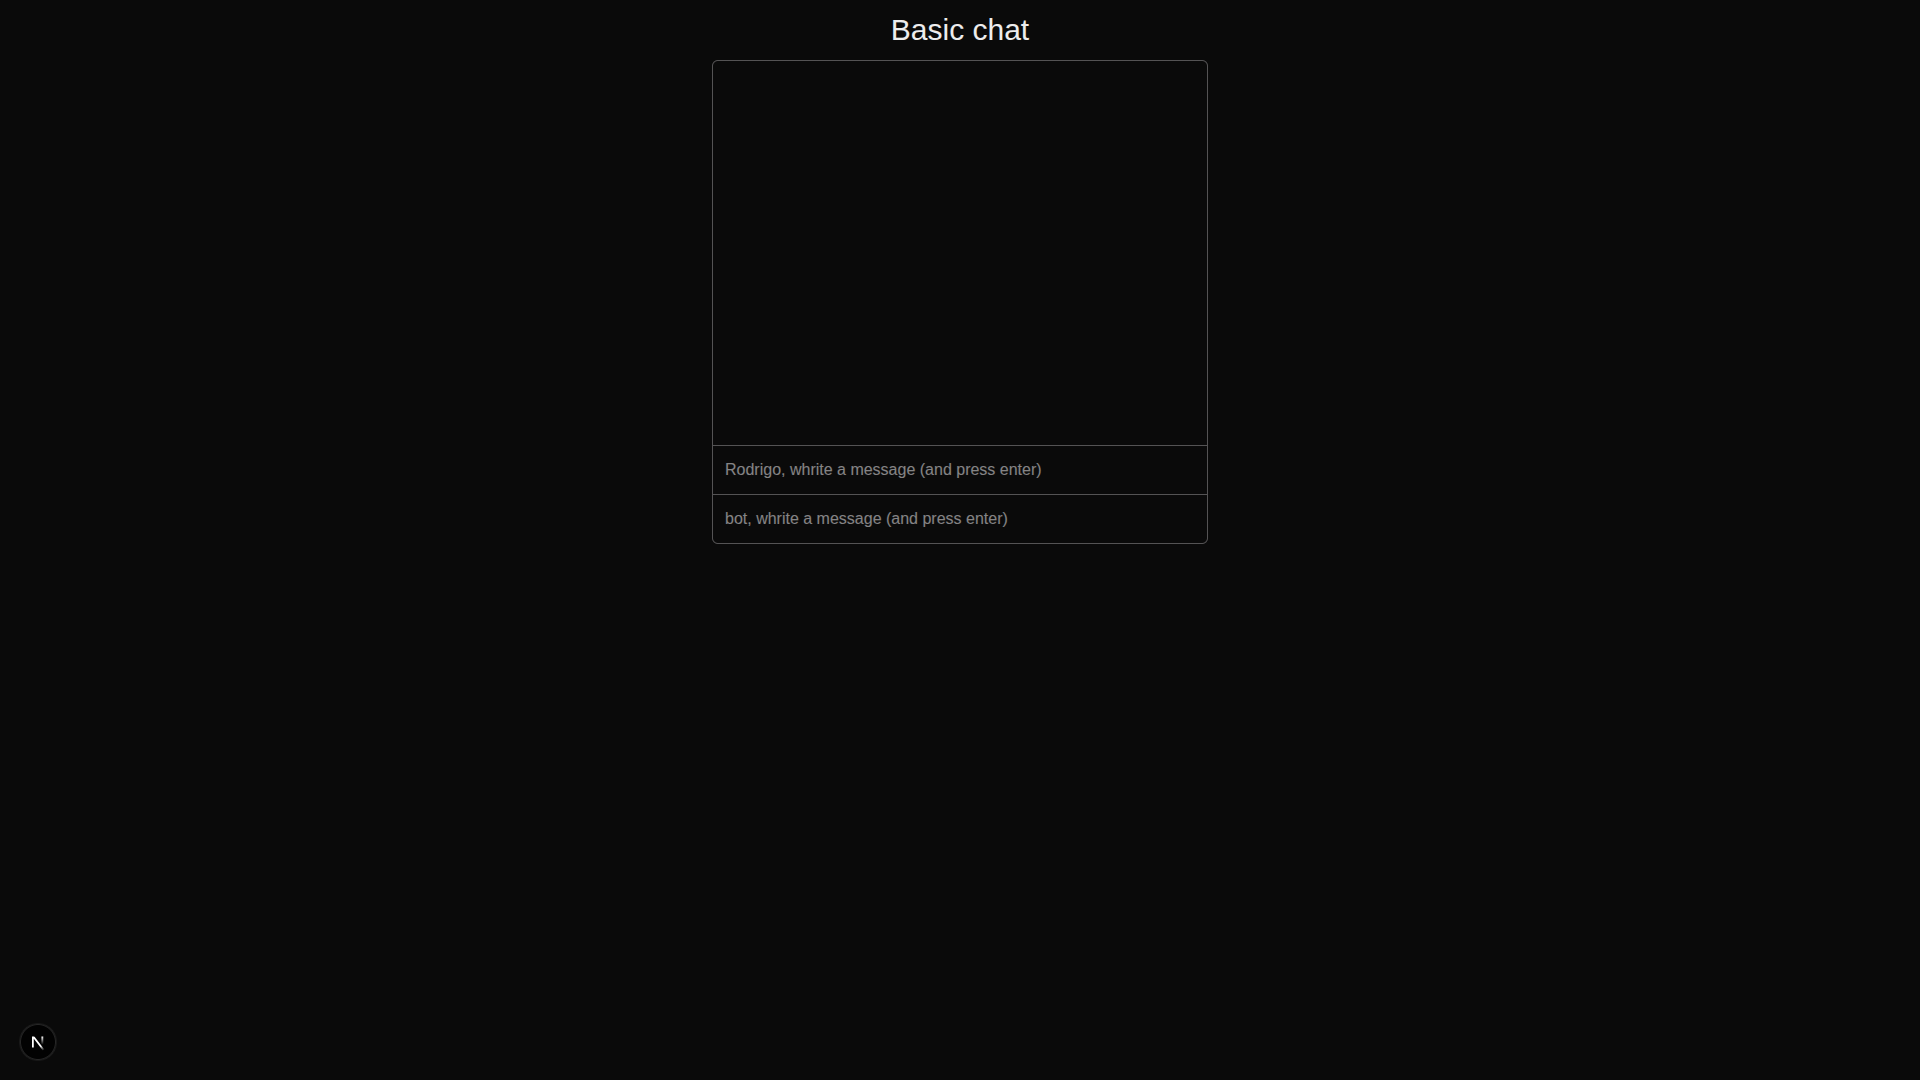 Basic chat
Rodrigo, whrite a message (and press enter)
bot, whrite a message (and press enter)
N